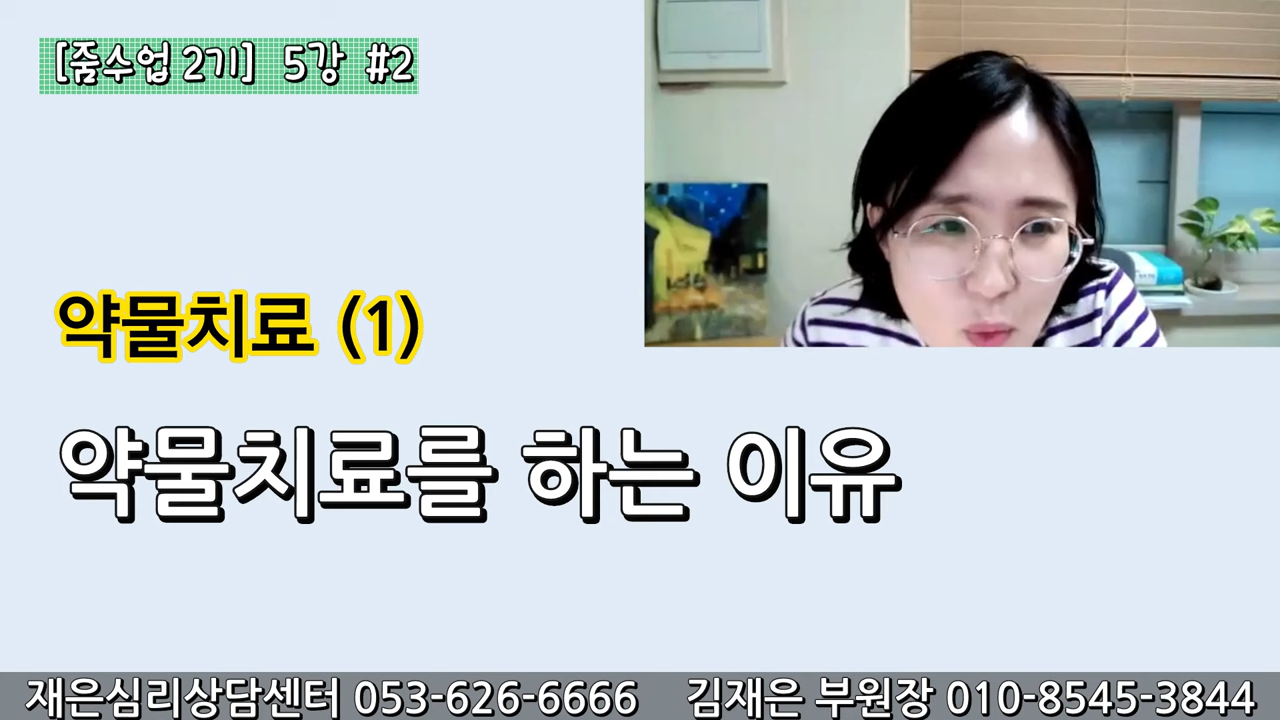 [줌수업 2기] 5강 #2
약물치료 (1)
약물치료를 하는 이유
재은심리상담센터 053-626-6666 김재은 부원장 010-8545-3844